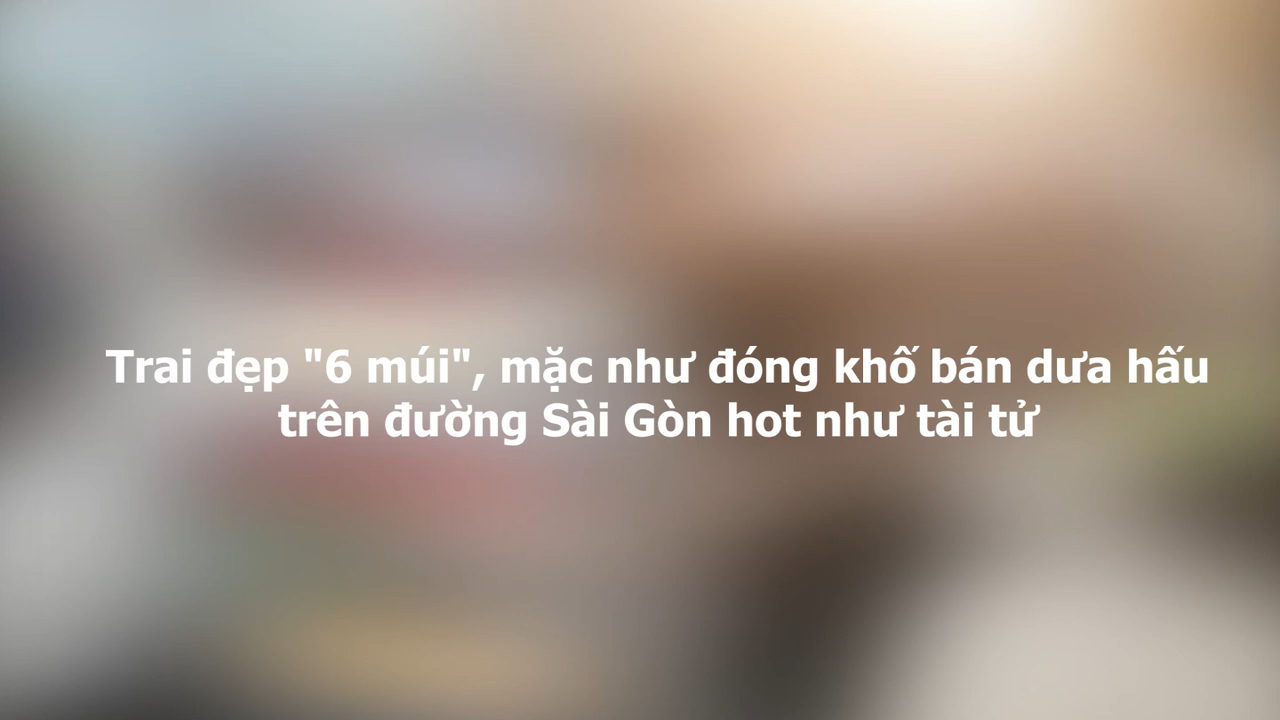 Trai đẹp "6 múi", mặc như đóng khố bán dưa hấu
trên đường Sài Gòn hot như tài tử